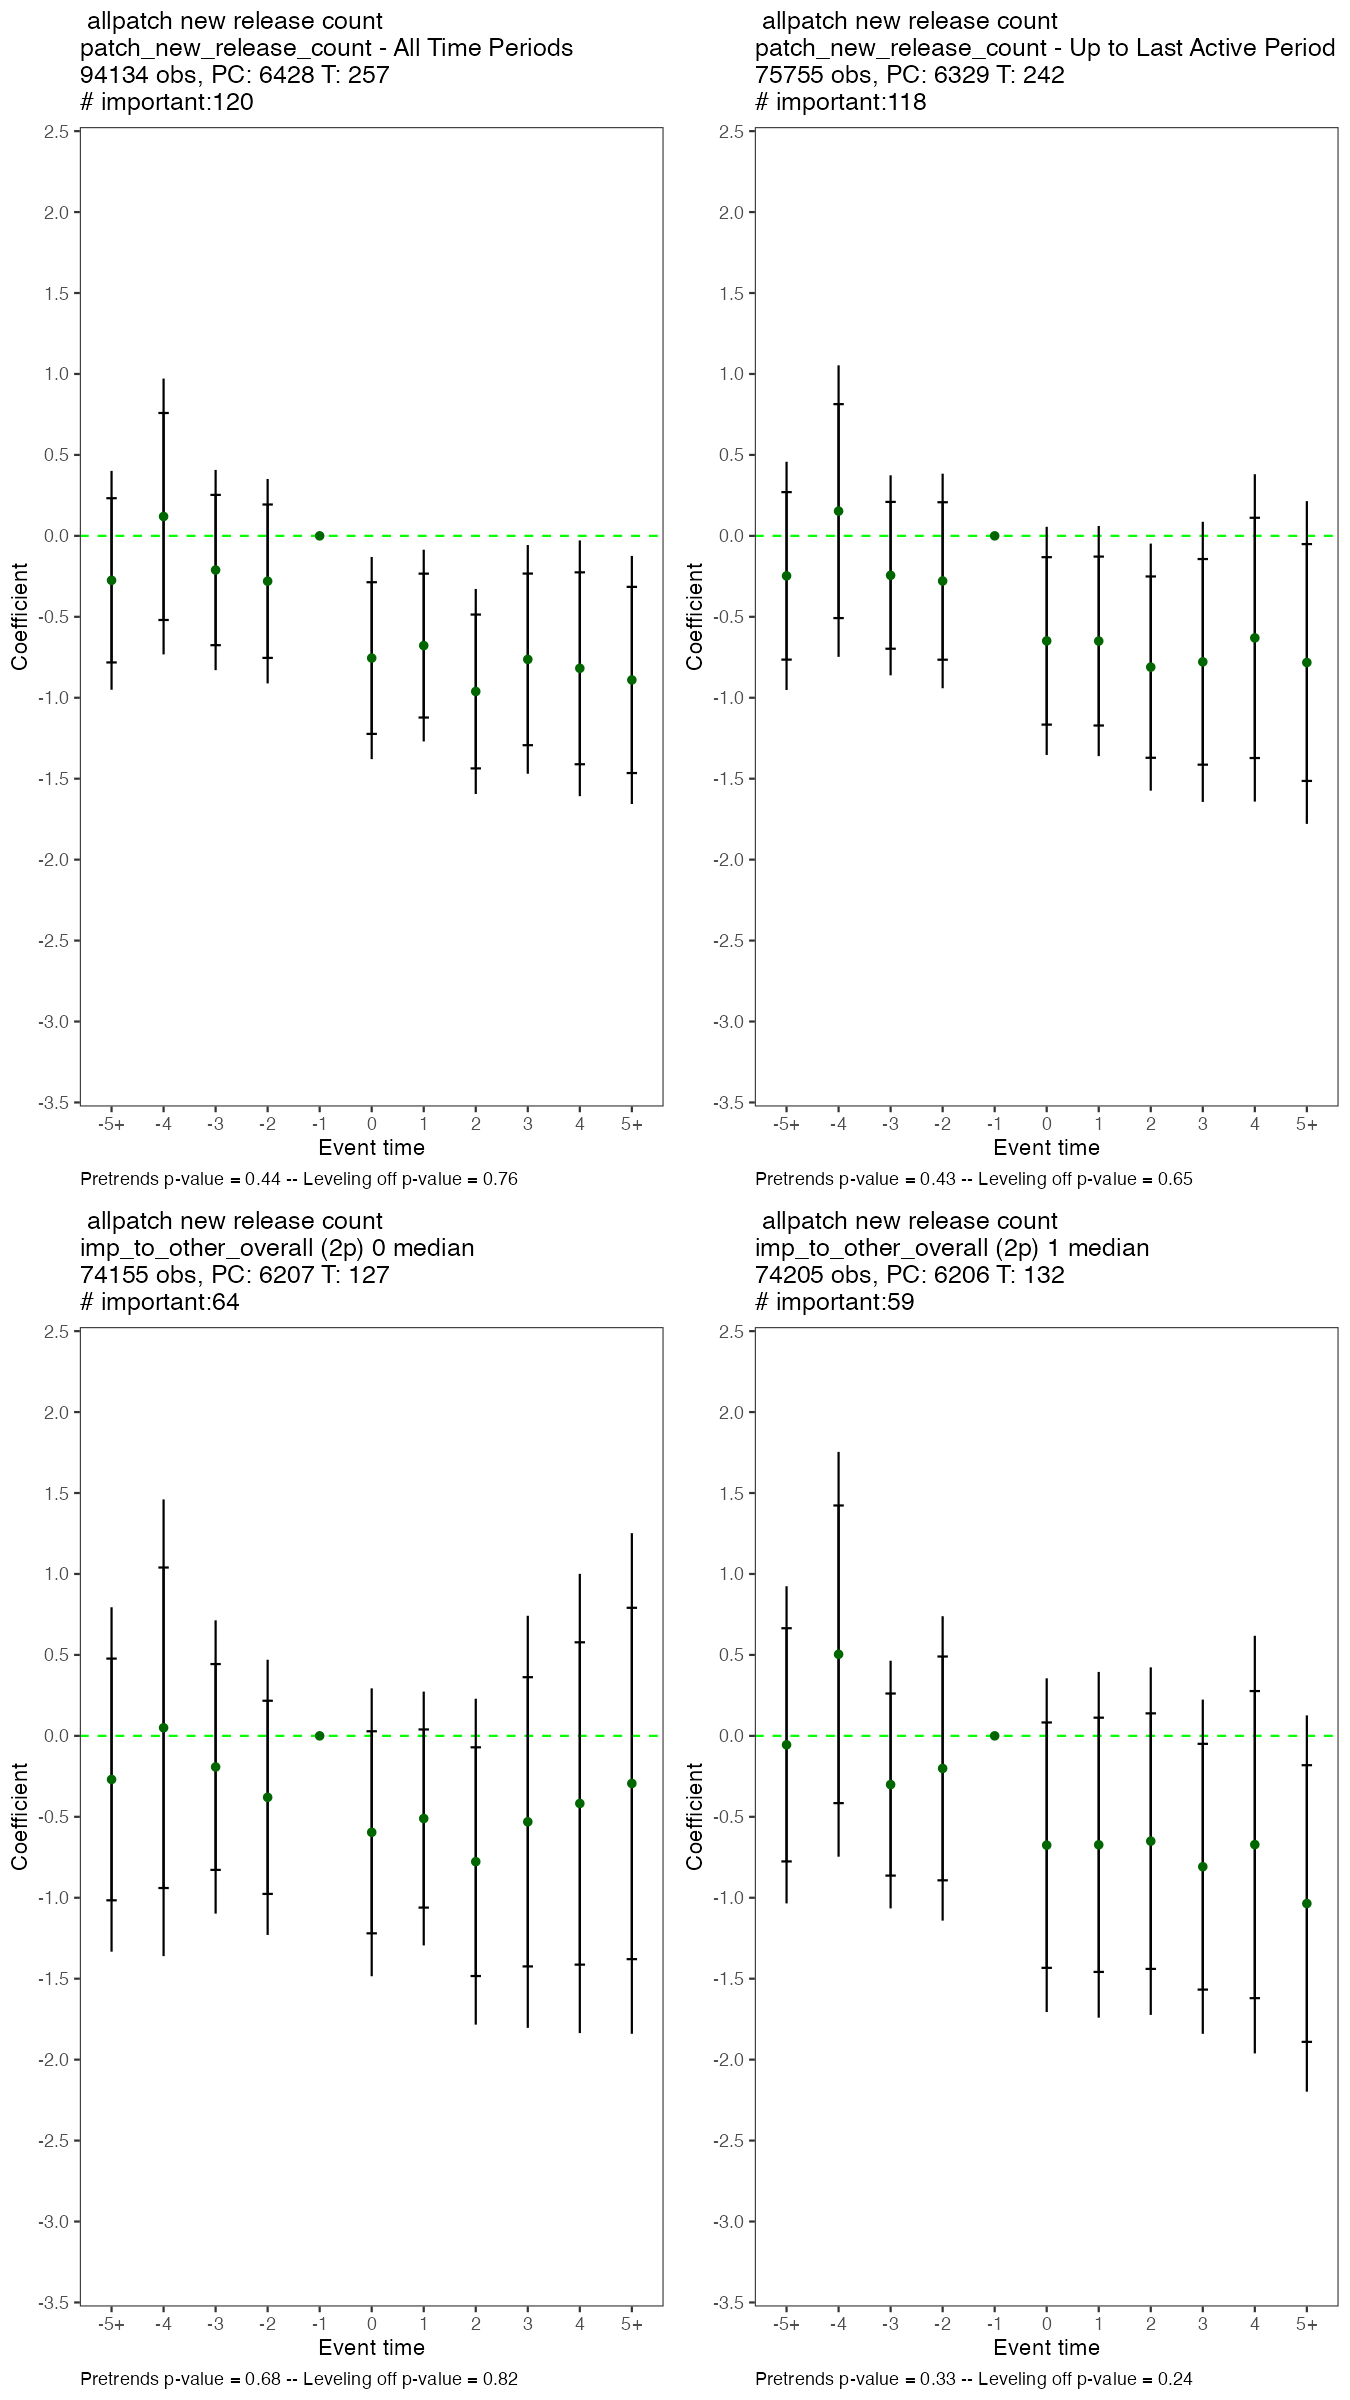 allpatch new release count
patch_new_release_count - All Time Periods
94134 obs, PC: 6428 T: 257
# important:120
2.5
2.0
1.5
1.0
0.5
0.0
-0.5
-1.0
-1.5
-2.0
-2.5
-3.0
-3.5
Coefficient
-5+ -4 -3 -2 -1 0 1 2 3 4 5+
Event time
Pretrends p-value = 0.44 -- Leveling off p-value = 0.76
allpatch new release count
patch_new_release_count - Up to Last Active Period
75755 obs, PC: 6329 T: 242
# important:118
2.5
2.0
1.5
1.0
0.5
0.0
-0.5
-1.0
-1.5
-2.0
-2.5
-3.0
-3.5
Coefficient
-5+ -4 -3 -2 -1 0 1 2 3 4 5+
Event time
Pretrends p-value = 0.43 -- Leveling off p-value = 0.65
allpatch new release count
imp_to_other_overall (2p) 0 median
74155 obs, PC: 6207 T: 127
# important:64
2.5
2.0
1.5
1.0
0.5
0.0
-0.5
-1.0
-1.5
-2.0
-2.5
-3.0
-3.5
Coefficient
-5+ -4 -3 -2 -1 0 1 2 3 4 5+
Event time
Pretrends p-value = 0.68 -- Leveling off p-value = 0.82
allpatch new release count
imp_to_other_overall (2p) 1 median
74205 obs, PC: 6206 T: 132
# important:59
2.5
2.0
1.5
1.0
0.5
0.0
-0.5
-1.0
-1.5
-2.0
-2.5
-3.0
-3.5
Coefficient
-5+ -4 -3 -2 -1 0 1 2 3 4 5+
Event time
Pretrends p-value = 0.33 -- Leveling off p-value = 0.24